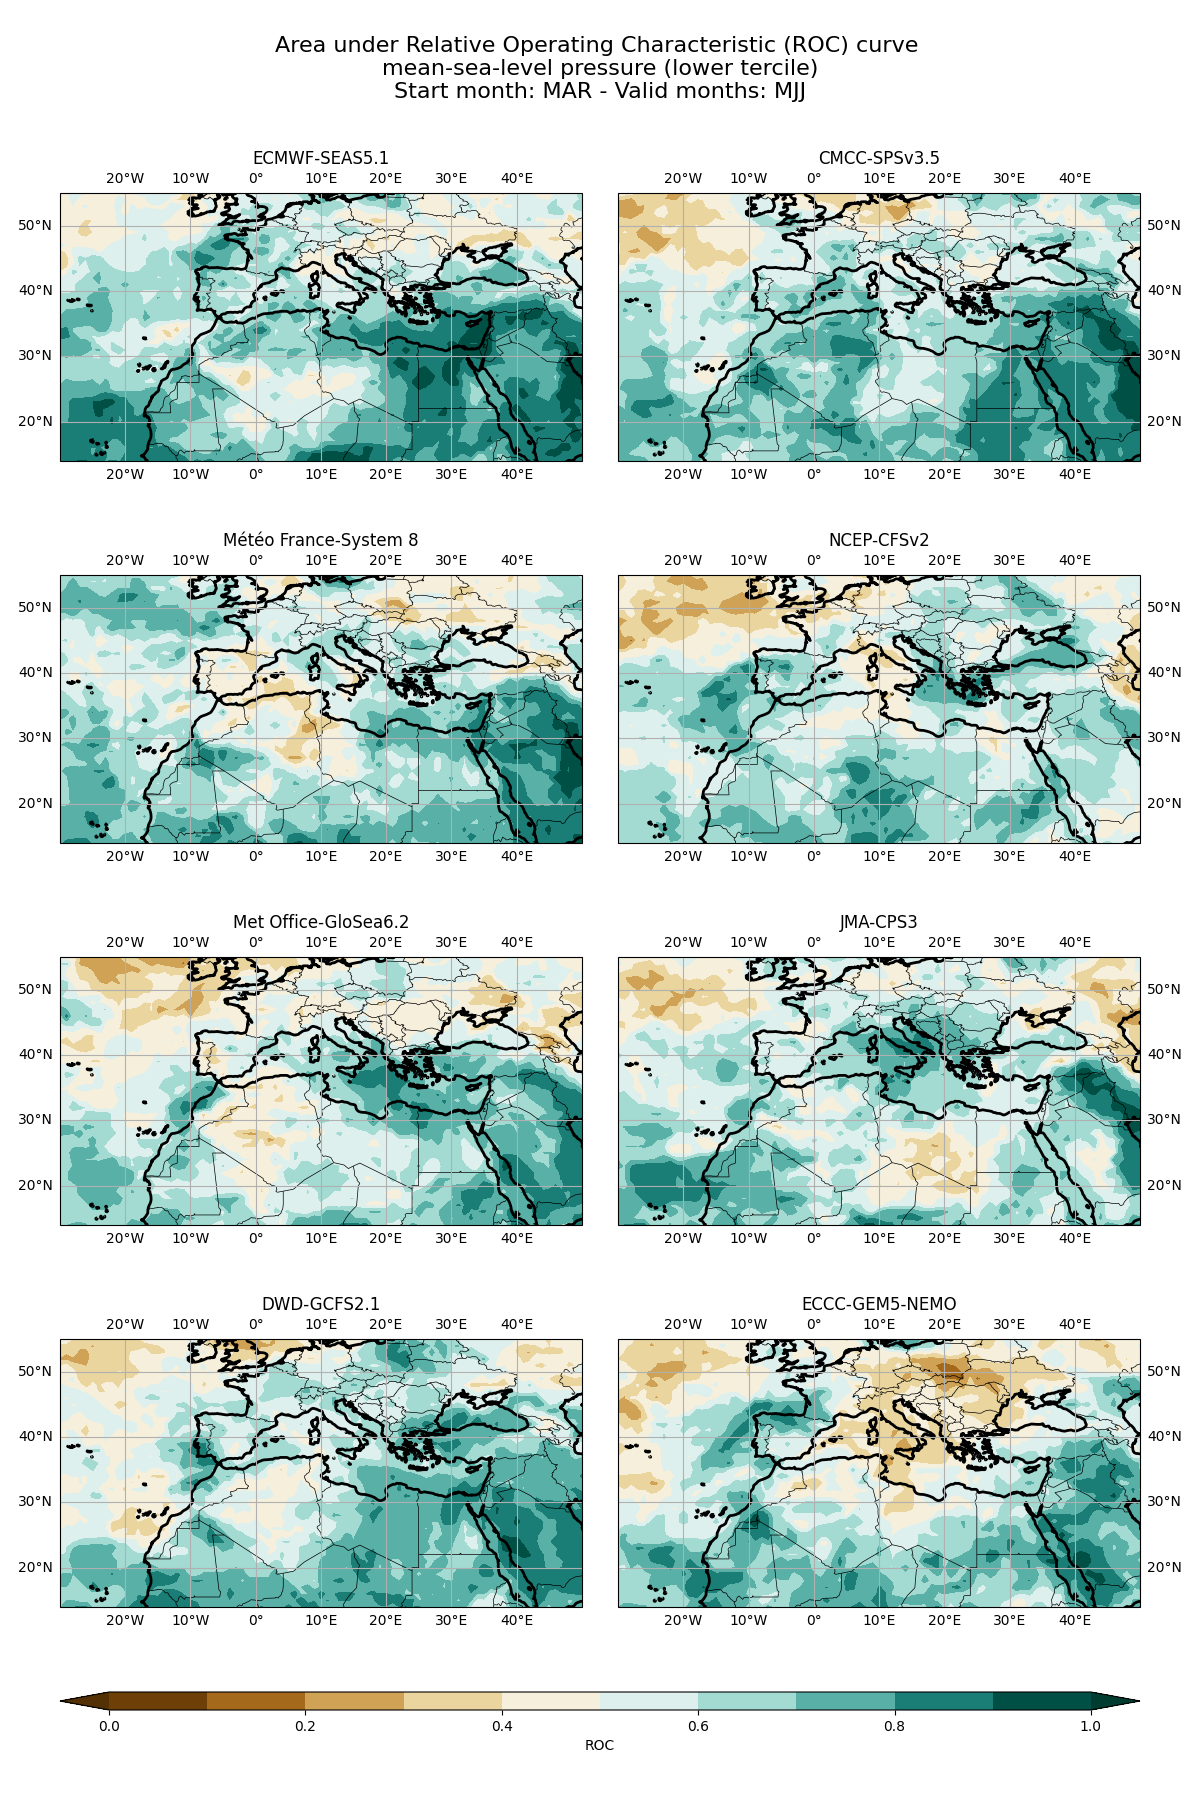 Area under Relative Operating Characteristic (ROC) curve
mean-sea-level pressure (lower tercile)
Start month: MAR - Valid months: MJJ
ECMWF-SEAS5.1
CMCC-SPSv3.5
20°W 10°W 0° 10°E 20°E 30°E 40°E
20°W 10°W 0° 10°E 20°E 30°E 40°E
50°N
50°N
40°N
40°N
30°N
30°N
20°N
20°N
20°W 10°W 0° 10°E 20°E 30°E 40°E
20°W 10°W 0° 10°E 20°E 30°E 40°E
Météo France-System 8
NCEP-CFSv2
20°W 10°W 0° 10°E 20°E 30°E 40°E
20°W 10°W 0° 10°E 20°E 30°E 40°E
50°N
50°N
40°N
40°N
30°N
30°N
20°N
20°N
20°W 10°W 0° 10°E 20°E 30°E 40°E
20°W 10°W 0° 10°E 20°E 30°E 40°E
Met Office-GloSea6.2
JMA-CPS3
20°W 10°W 0° 10°E 20°E 30°E 40°E
20°W 10°W 0° 10°E 20°E 30°E 40°E
50°N
50°N
40°N
40°N
30°N
30°N
20°N
20°N
20°W 10°W 0° 10°E 20°E 30°E 40°E
20°W 10°W 0° 10°E 20°E 30°E 40°E
DWD-GCFS2.1
ECCC-GEM5-NEMO
20°W 10°W 0° 10°E 20°E 30°E 40°E
20°W 10°W 0° 10°E 20°E 30°E 40°E
50°N
50°N
40°N
40°N
30°N
30°N
20°N
20°N
20°W 10°W 0° 10°E 20°E 30°E 40°E
20°W 10°W 0° 10°E 20°E 30°E 40°E
0.0 0.2 0.4 0.6 0.8 1.0
ROC